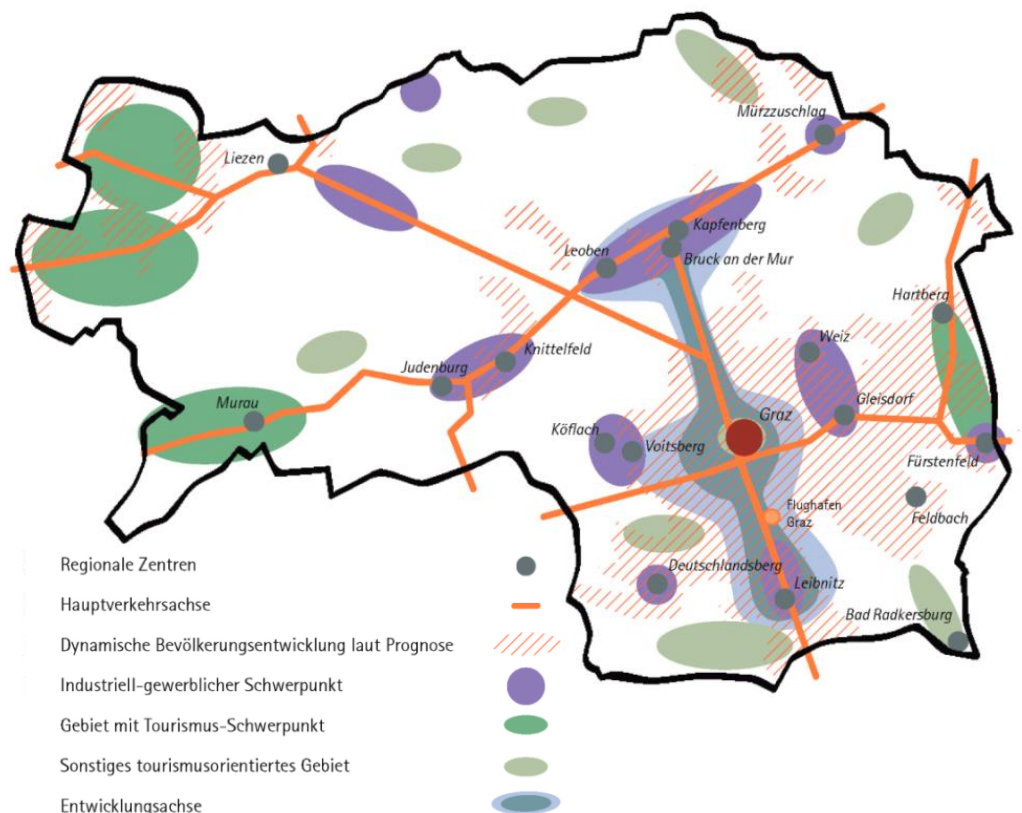 Mürzzuschlag
Liezen
Kapfenberg
Leoben
Bruck an der Mur
Hartberg
Weiz
Knittelfeld
Judenburg
Murau
Gleisdorf
Graz
Köflach
Voitsberg
Fürstenfeld
Flughafen
Graz
Feldbach
Deutschlandsberg
Leibnitz
Bad Radkersburg
Regionale Zentren
Hauptverkehrsachse
Dynamische Bevölkerungsentwicklung laut Prognose
Industriell-gewerblicher Schwerpunkt
Gebiet mit Tourismus-Schwerpunkt
Sonstiges tourismusorientiertes Gebiet
Entwicklungsachse